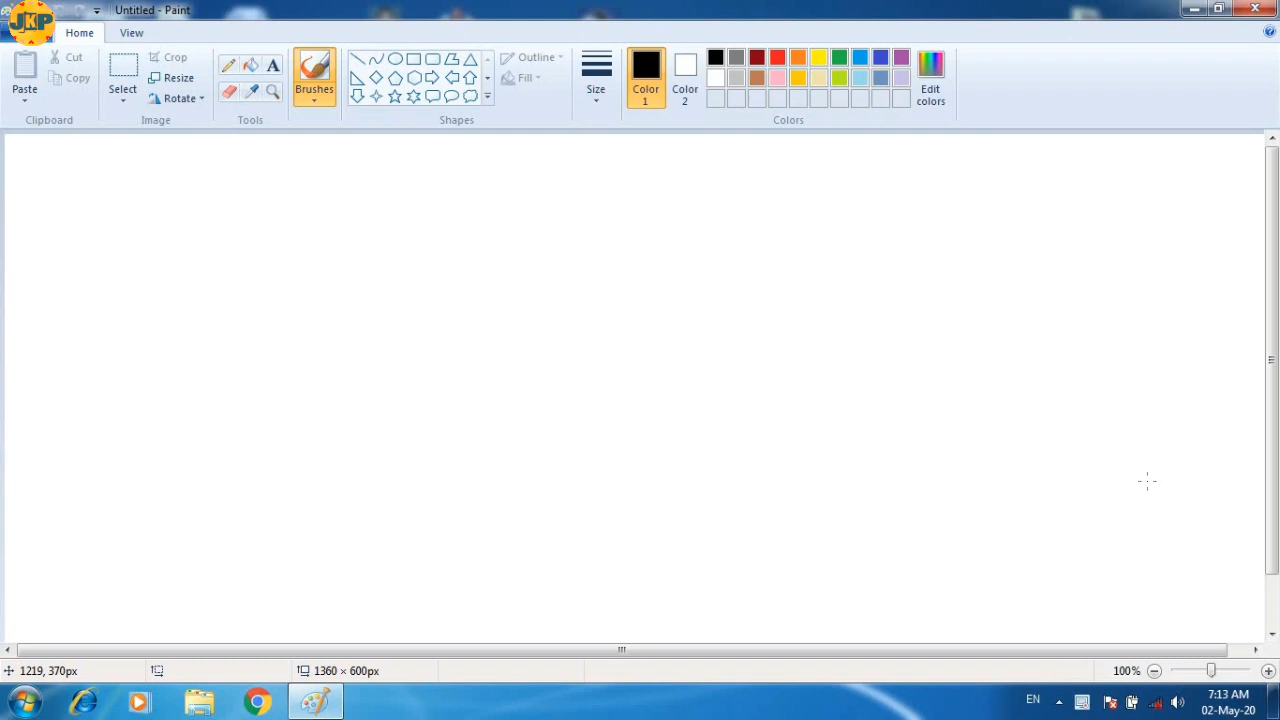 JKP
Untitled - Paint
Home
View
Paste
Cut
Copy
Clipboard
Select
Crop
Resize
Rotate
Image
A
Tools
Brushes
Outline
Fill
Shapes
Size
Color
1
Color
2
Edit
colors
Colors
1219, 370px
1360 × 600px
100%
EN
7:13 AM
02-May-20